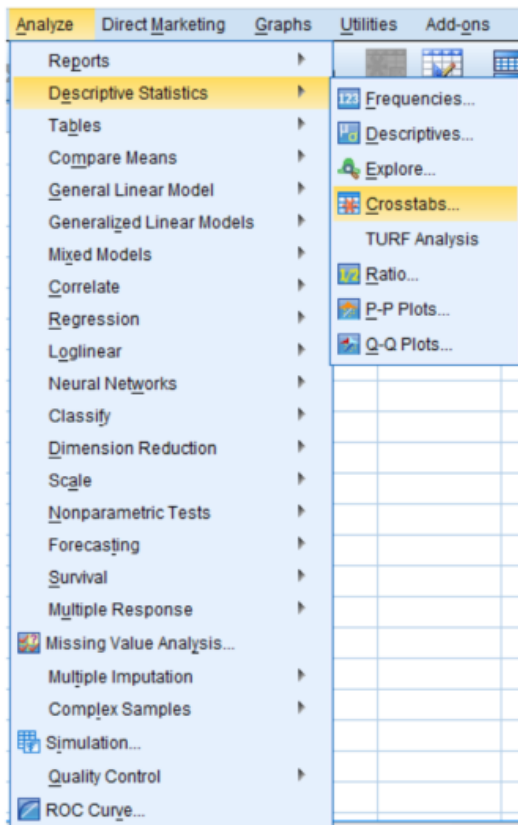 Analyze Direct Marketing Graphs Utilities Add-ons
Reports
Descriptive Statistics
Tables
Compare Means
General Linear Model
Generalized Linear Models
Mixed Models
Correlate
Regression
Loglinear
Neural Networks
Classify
Dimension Reduction
Scale
Nonparametric Tests
Forecasting
Survival
Multiple Response
Missing Value Analysis...
Multiple Imputation
Complex Samples
Simulation...
Quality Control
ROC Curve...
123 Frequencies...
Descriptives...
Explore...
Crosstabs...
TURF Analysis
1/2 Ratio...
P-P Plots...
Q-Q Plots...